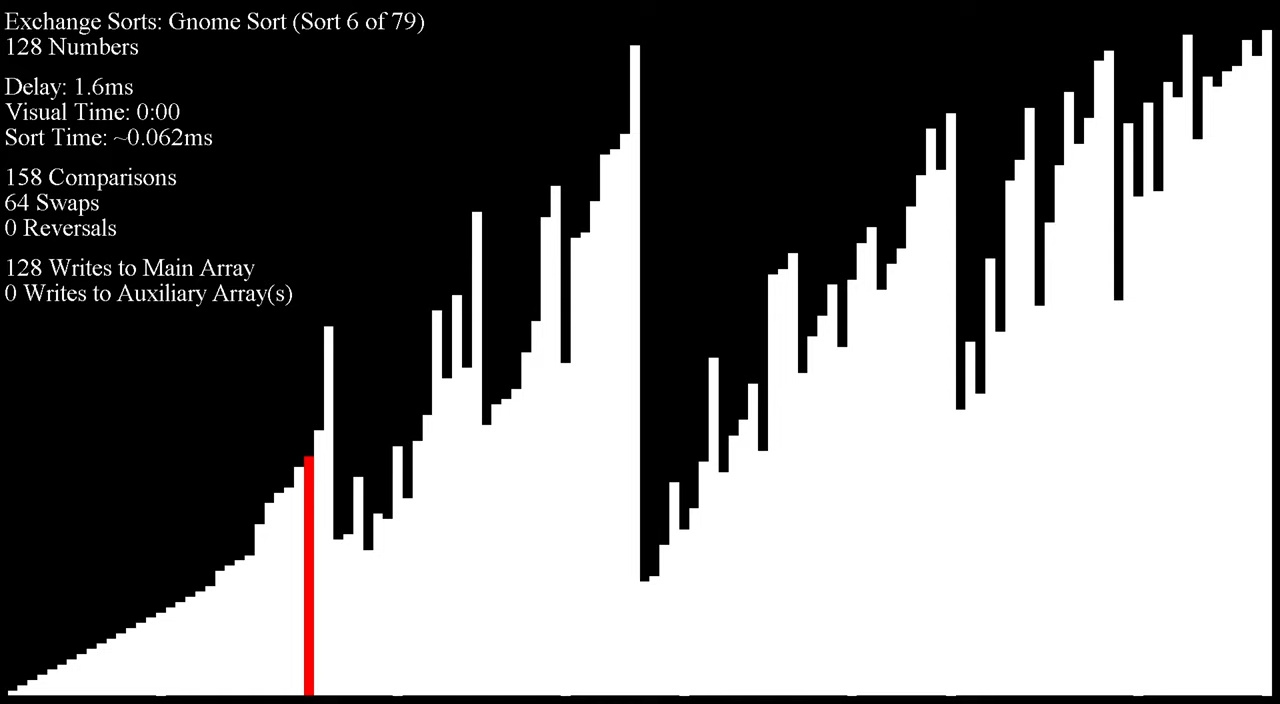 Exchange Sorts: Gnome Sort (Sort 6 of 79)
128 Numbers
Delay: 1.6ms
Visual Time: 0:00
Sort Time: ~0.062ms
158 Comparisons
64 Swaps
0 Reversals
128 Writes to Main Array
0 Writes to Auxiliary Array(s)